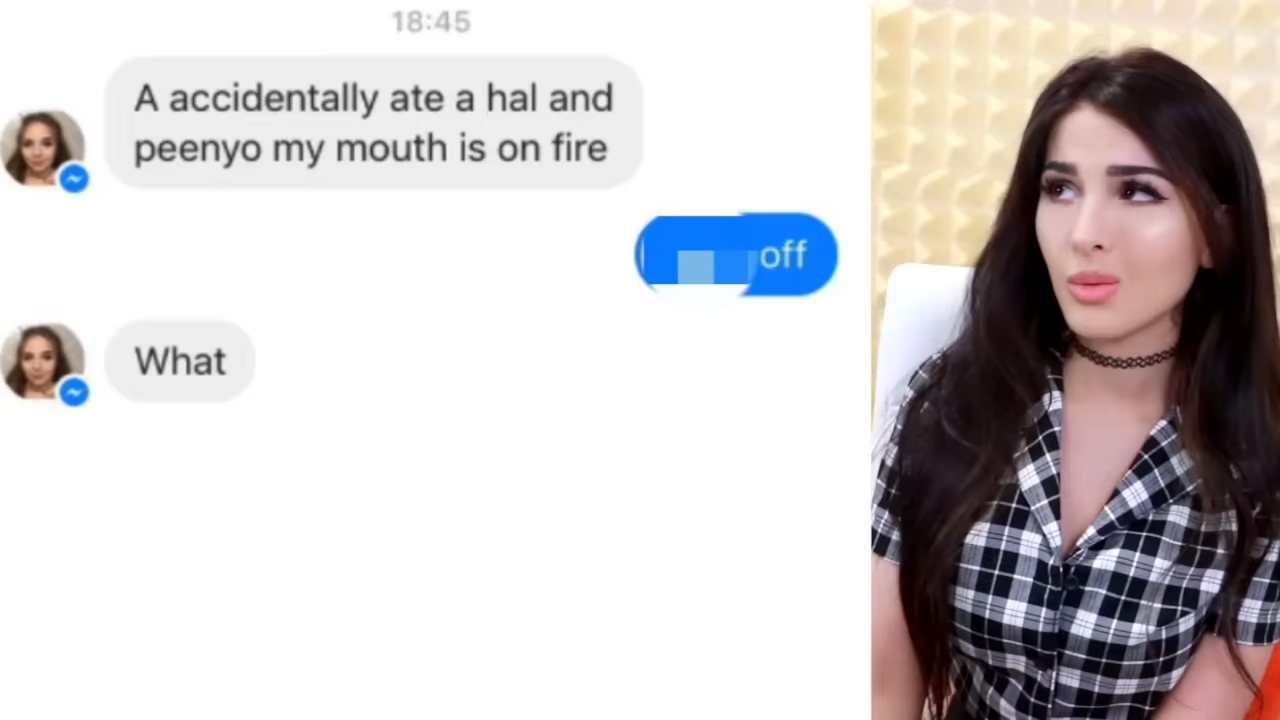 18:45
A accidentally ate a hal and
peenyo my mouth is on fire
off
What